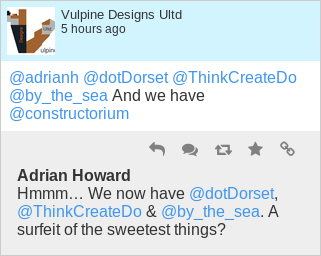 Vulpine Designs Ultd
5 hours ago
@adrianh @dotDorset @ThinkCreateDo
@by_the_sea And we have
@constructorium
Adrian Howard
Hmmm… We now have @dotDorset,
@ThinkCreateDo & @by_the_sea. A
surfeit of the sweetest things?